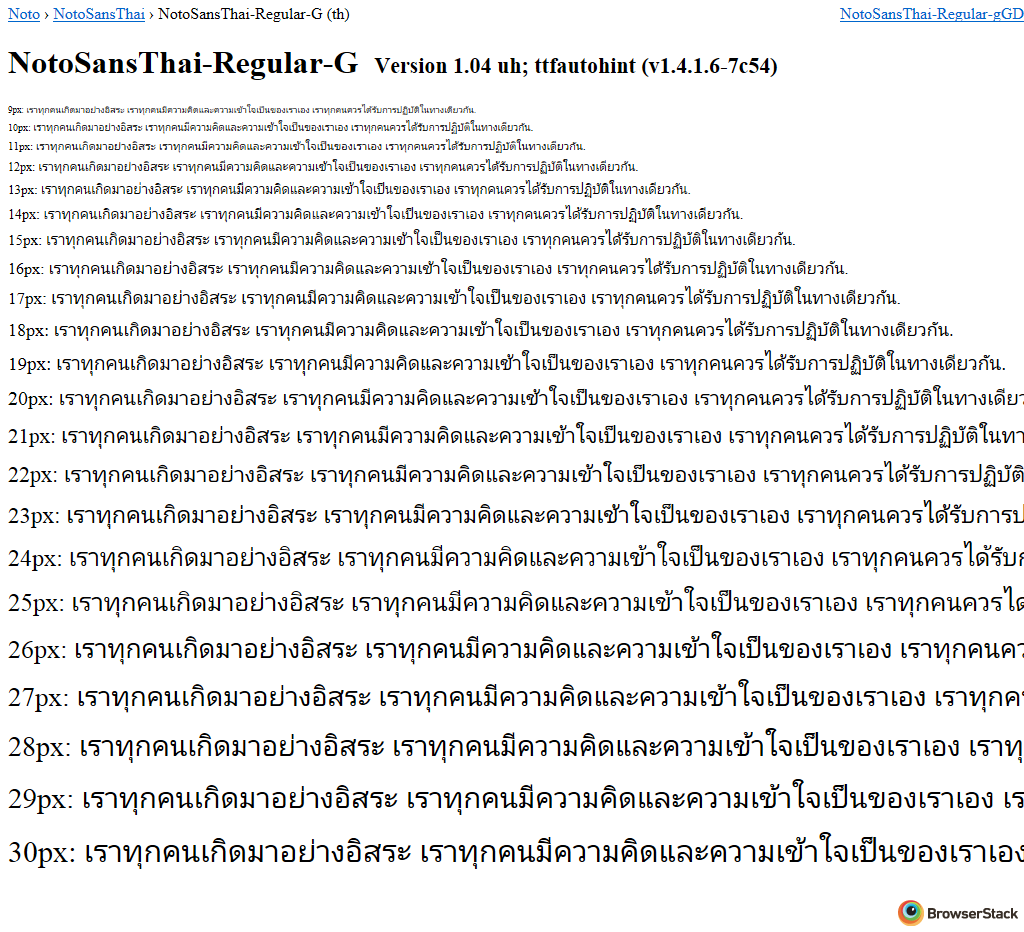 Noto › NotoSansThai › NotoSansThai-Regular-G (th) NotoSansThai-Regular-gGD
NotoSansThai-Regular-G Version 1.04 uh; ttfautohint (v1.4.1.6-7c54)
9px: เราทุกคนเกิดมาอย่างอิสระ เราทุกคนมีความคิดและความเข้าใจเป็นของเราเอง เราทุกคนควรได้รับการปฏิบัติในทางเดียวกัน.
10px: เราทุกคนเกิดมาอย่างอิสระ เราทุกคนมีความคิดและความเข้าใจเป็นของเราเอง เราทุกคนควรได้รับการปฏิบัติในทางเดียวกัน.
11px: เราทุกคนเกิดมาอย่างอิสระ เราทุกคนมีความคิดและความเข้าใจเป็นของเราเอง เราทุกคนควรได้รับการปฏิบัติในทางเดียวกัน.
12px: เราทุกคนเกิดมาอย่างอิสระ เราทุกคนมีความคิดและความเข้าใจเป็นของเราเอง เราทุกคนควรได้รับการปฏิบัติในทางเดียวกัน.
13px: เราทุกคนเกิดมาอย่างอิสระ เราทุกคนมีความคิดและความเข้าใจเป็นของเราเอง เราทุกคนควรได้รับการปฏิบัติในทางเดียวกัน.
14px: เราทุกคนเกิดมาอย่างอิสระ เราทุกคนมีความคิดและความเข้าใจเป็นของเราเอง เราทุกคนควรได้รับการปฏิบัติในทางเดียวกัน.
15px: เราทุกคนเกิดมาอย่างอิสระ เราทุกคนมีความคิดและความเข้าใจเป็นของเราเอง เราทุกคนควรได้รับการปฏิบัติในทางเดียวกัน.
16px: เราทุกคนเกิดมาอย่างอิสระ เราทุกคนมีความคิดและความเข้าใจเป็นของเราเอง เราทุกคนควรได้รับการปฏิบัติในทางเดียวกัน.
17px: เราทุกคนเกิดมาอย่างอิสระ เราทุกคนมีความคิดและความเข้าใจเป็นของเราเอง เราทุกคนควรได้รับการปฏิบัติในทางเดียวกัน.
18px: เราทุกคนเกิดมาอย่างอิสระ เราทุกคนมีความคิดและความเข้าใจเป็นของเราเอง เราทุกคนควรได้รับการปฏิบัติในทางเดียวกัน.
19px: เราทุกคนเกิดมาอย่างอิสระ เราทุกคนมีความคิดและความเข้าใจเป็นของเราเอง เราทุกคนควรได้รับการปฏิบัติในทางเดียวกัน.
20px: เราทุกคนเกิดมาอย่างอิสระ เราทุกคนมีความคิดและความเข้าใจเป็นของเราเอง เราทุกคนควรได้รับการปฏิบัติในทางเดีย
21px: เราทุกคนเกิดมาอย่างอิสระ เราทุกคนมีความคิดและความเข้าใจเป็นของเราเอง เราทุกคนควรได้รับการปฏิบัติในทา
22px: เราทุกคนเกิดมาอย่างอิสระ เราทุกคนมีความคิดและความเข้าใจเป็นของเราเอง เราทุกคนควรได้รับการปฏิบัติ
23px: เราทุกคนเกิดมาอย่างอิสระ เราทุกคนมีความคิดและความเข้าใจเป็นของเราเอง เราทุกคนควรได้รับการป
24px: เราทุกคนเกิดมาอย่างอิสระ เราทุกคนมีความคิดและความเข้าใจเป็นของเราเอง เราทุกคนควรได้รับก
25px: เราทุกคนเกิดมาอย่างอิสระ เราทุกคนมีความคิดและความเข้าใจเป็นของเราเอง เราทุกคนควรได้
26px: เราทุกคนเกิดมาอย่างอิสระ เราทุกคนมีความคิดและความเข้าใจเป็นของเราเอง เราทุกคนคว
27px: เราทุกคนเกิดมาอย่างอิสระ เราทุกคนมีความคิดและความเข้าใจเป็นของเราเอง เราทุกค
28px: เราทุกคนเกิดมาอย่างอิสระ เราทุกคนมีความคิดและความเข้าใจเป็นของเราเอง เราทุ
29px: เราทุกคนเกิดมาอย่างอิสระ เราทุกคนมีความคิดและความเข้าใจเป็นของเราเอง เร
30px: เราทุกคนเกิดมาอย่างอิสระ เราทุกคนมีความคิดและความเข้าใจเป็นของเราเอง
BrowserStack